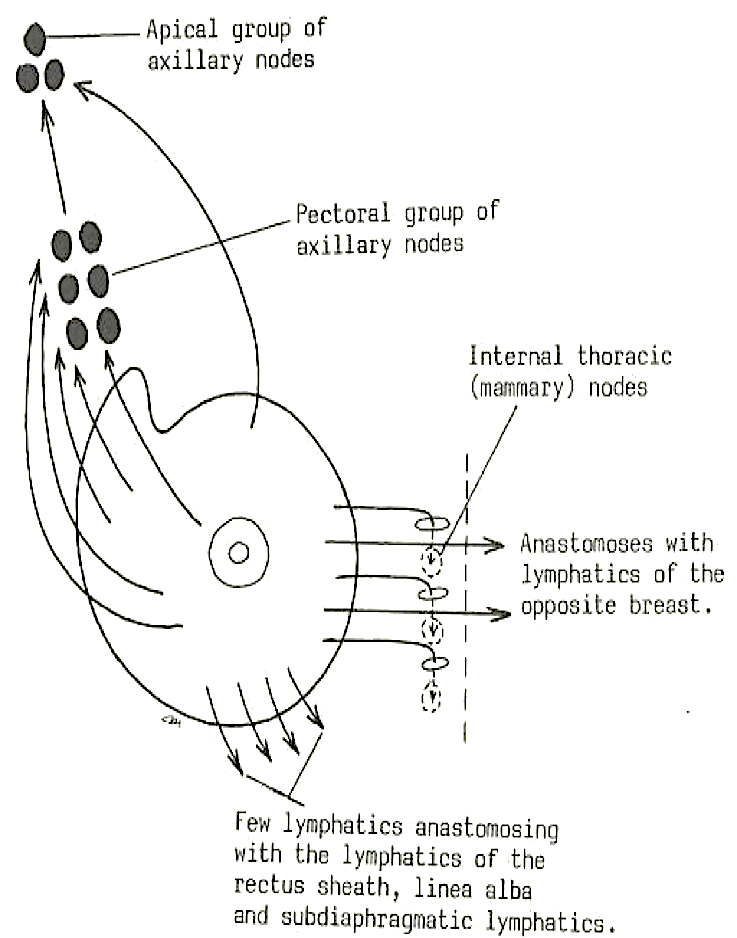 Apical group of
axillary nodes
Pectoral group of
axillary nodes
Internal thoracic
(mammary) nodes
Anastomoses with
lymphatics of the
opposite breast.
Few lymphatics anastomosing
with the lymphatics of the
rectus sheath, linea alba
and subdiaphragmatic lymphatics.